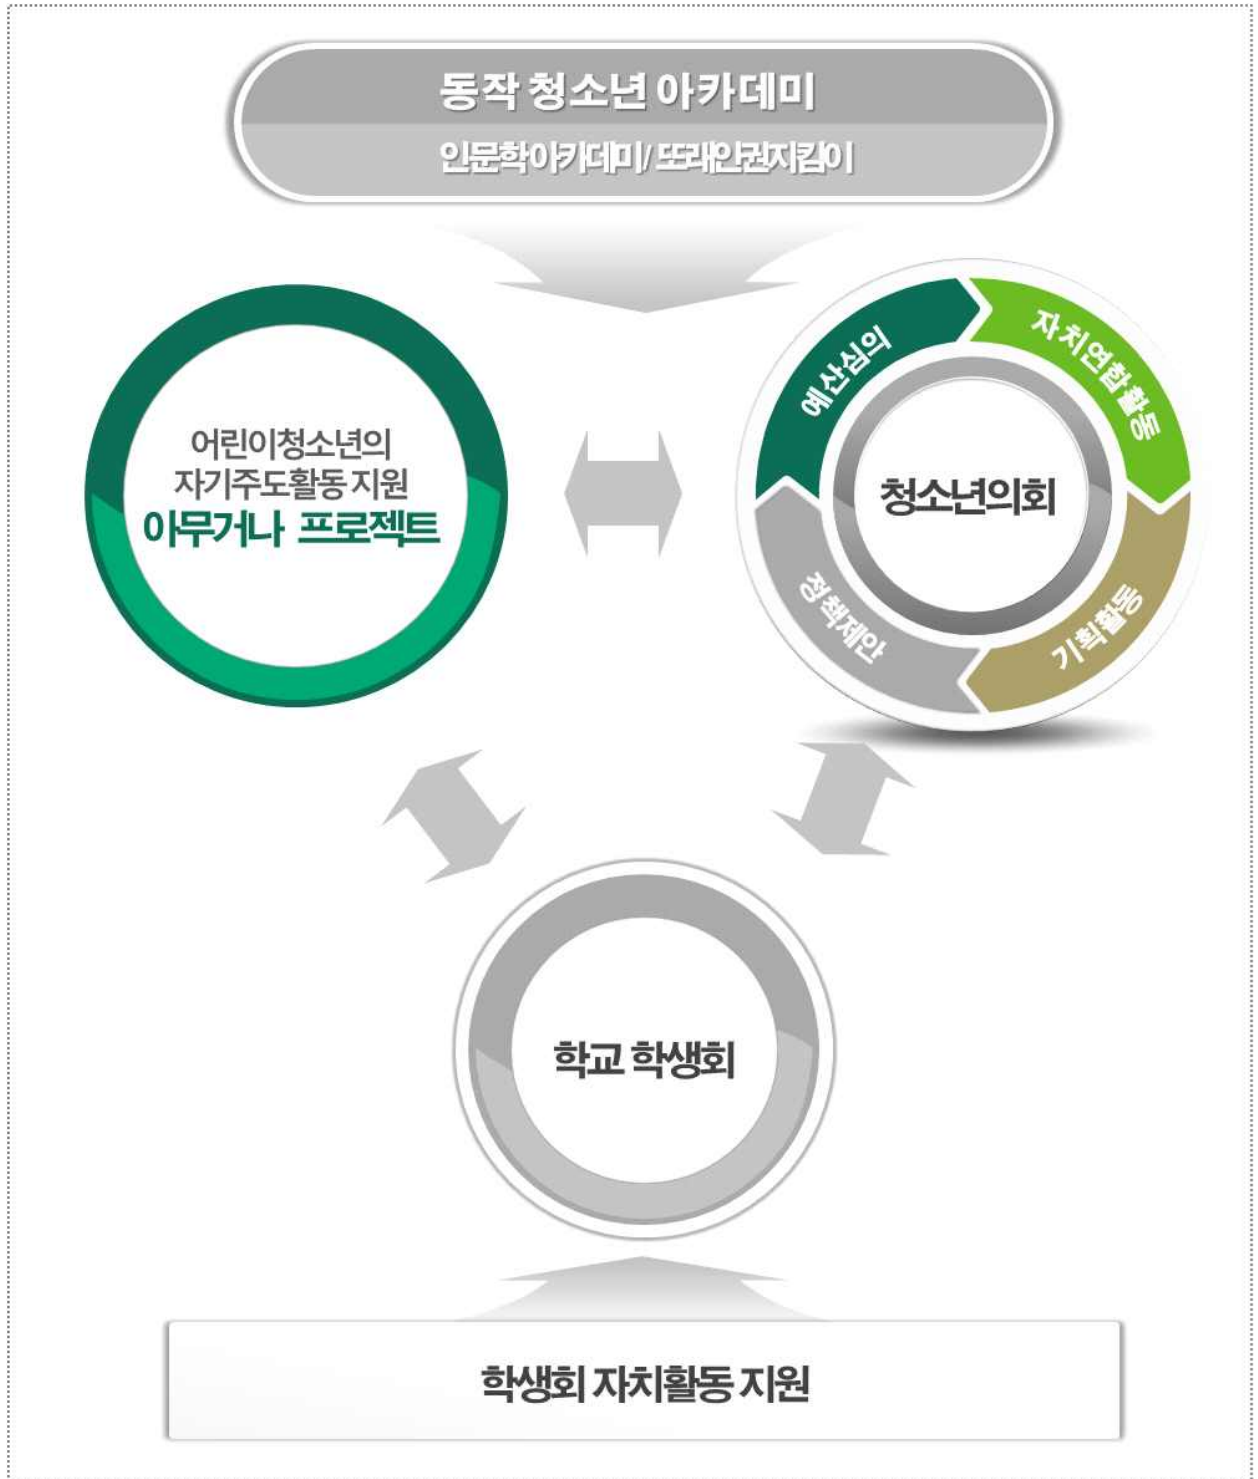 동작 청소년 아카데미
인문학아카데미/ 또래인권지킴이
어린이청소년의
자기주도활동 지원
아무거나 프로젝트
예산심의
자치연합활동
청소년의회
정책제안
기획활동
학교 학생회
학생회 자치활동 지원